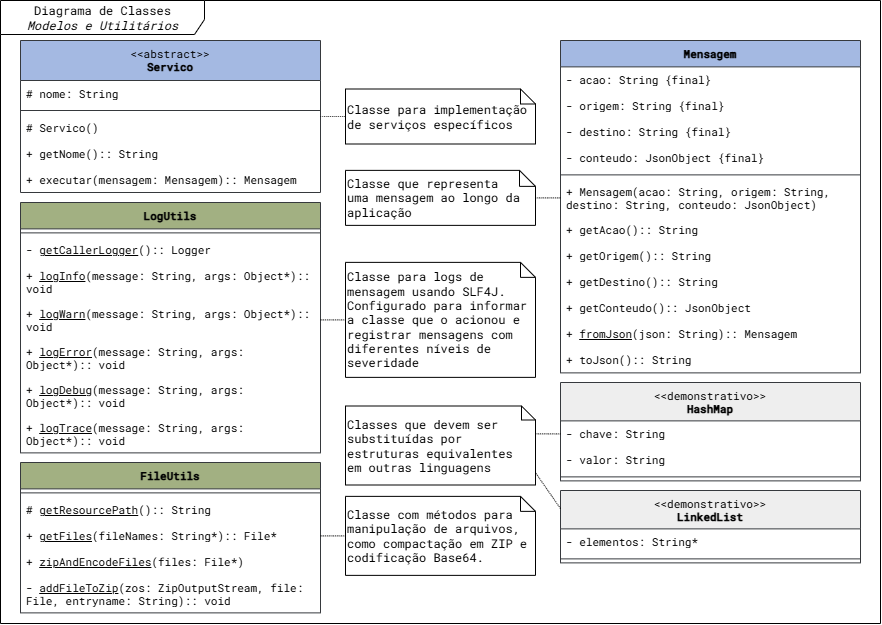 Diagrama de Classes
Modelos e Utilitários
<<abstract>>
Servico
# nome: String
# Servico()
+ getNome():: String
+ executar(mensagem: Mensagem):: Mensagem
Classe para implementação
de serviços específicos
Classe que representa
uma mensagem ao longo da
aplicação
Mensagem
- acao: String {final}
- origem: String {final}
- destino: String {final}
- conteudo: JsonObject {final}
+ Mensagem(acao: String, origem: String,
destino: String, conteudo: JsonObject)
+ getAcao():: String
+ getOrigem():: String
+ getDestino():: String
+ getConteudo():: JsonObject
+ fromJson(json: String):: Mensagem
+ toJson():: String
LogUtils
- getCallerLogger():: Logger
+ logInfo(message: String, args: Object*)::
void
+ logWarn(message: String, args: Object*)::
void
+ logError(message: String, args:
Object*):: void
+ logDebug(message: String, args:
Object*):: void
+ logTrace(message: String, args:
Object*):: void
Classe para logs de
mensagem usando SLF4J.
Configurado para informar
a classe que o acionou e
registrar mensagens com
diferentes níveis de
severidade
Classes que devem ser
substituídas por
estruturas equivalentes
em outras linguagens
<<demonstrativo>>
HashMap
- chave: String
- valor: String
<<demonstrativo>>
LinkedList
- elementos: String*
FileUtils
# getResourcePath():: String
+ getFiles(fileNames: String*):: File*
+ zipAndEncodeFiles(files: File*)
- addFileToZip(zos: ZipOutputStream, file:
File, entryname: String):: void
Classe com métodos para
manipulação de arquivos,
como compactação em ZIP e
codificação Base64.